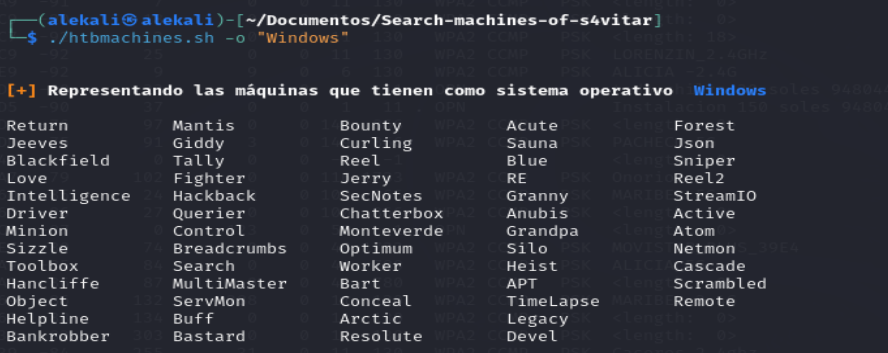 ┌──(alekali㉿alekali)-[~/Documentos/Search-machines-of-s4vitar]
└─$ ./htbmachines.sh -o "Windows"
[+] Representando las máquinas que tienen como sistema operativo  Windows
Return Mantis Bounty Acute Forest
Jeeves Giddy Curling Sauna Json
Blackfield Tally Reel Blue Sniper
Love Fighter Jerry RE Reel2
Intelligence Hackback SecNotes Granny StreamIO
Driver Querier Chatterbox Anubis Active
Minion Control Monteverde Grandpa Atom
Sizzle Breadcrumbs Optimum Silo Netmon
Toolbox Search Worker Heist Cascade
Hancliffe MultiMaster Bart APT Scrambled
Object ServMon Conceal TimeLapse Remote
Helpline Buff Arctic Legacy
Bankrobber Bastard Resolute Devel